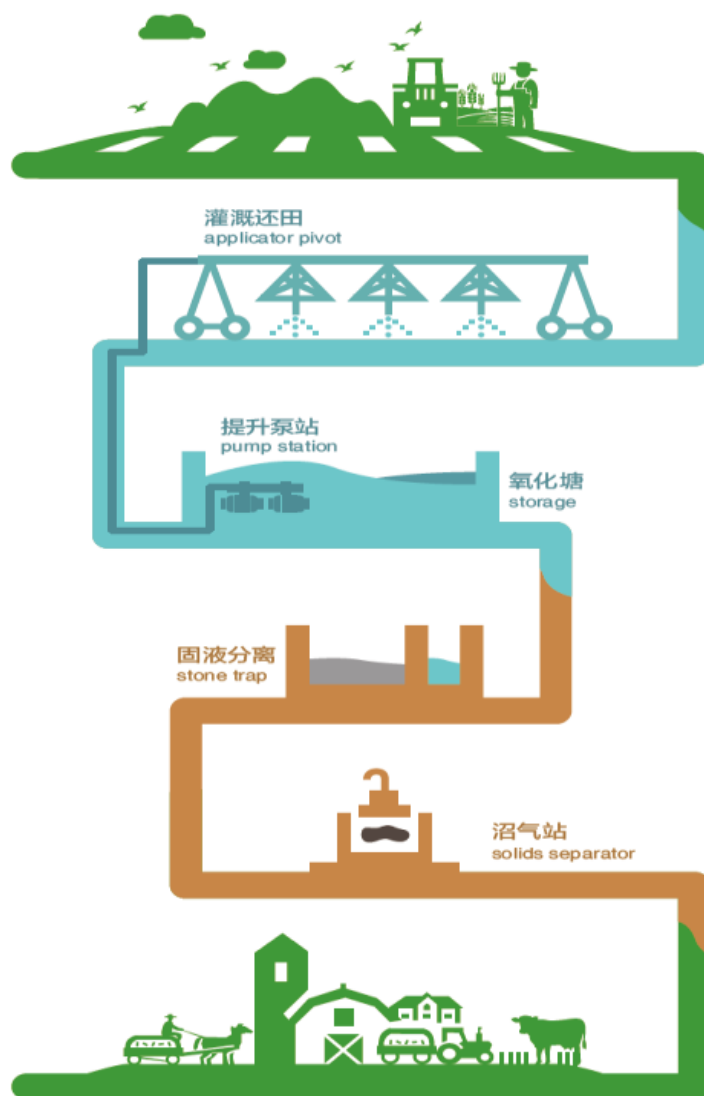 灌溉还田
applicator pivot
提升泵站
pump station
氧化塘
storage
固液分离
stone trap
沼气站
solids separator